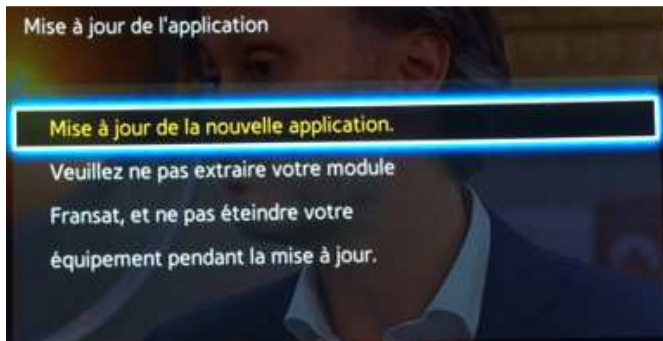 Mise à jour de l'application
Mise à jour de la nouvelle application.
Veuillez ne pas extraire votre module
Fransat, et ne pas éteindre votre
équipement pendant la mise à jour.